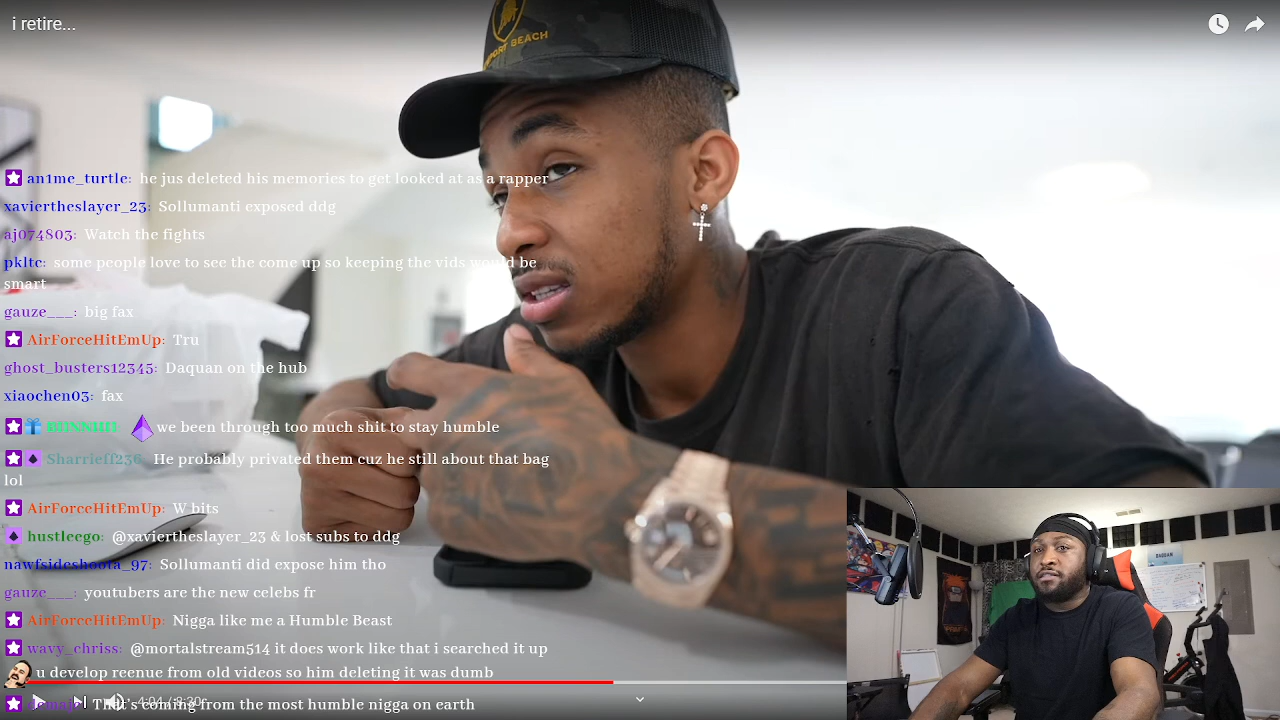 i retire...
PORT BEACH
an1me_turtle: he jus deleted his memories to get looked at as a rapper
xaviertheslayer_23: Sollumanti exposed ddg
aj074803: Watch the fights
pkltc: some people love to see the come up so keeping the vids would be
smart
gauze___: big fax
AirForceHitEmUp: Tru
ghost_busters12345: Daquan on the hub
xiaochen03: fax
we been through too much shit to stay humble
Sharrieff236: He probably privated them cuz he still about that bag
lol
AirForceHitEmUp: W bits
hustleego: @xaviertheslayer_23 & lost subs to ddg
nawfsideshoota_97: Sollumanti did expose him tho
gauze___: youtubers are the new celebs fr
AirForceHitEmUp: Nigga like me a Humble Beast
wavy_chriss: @mortalstream514 it does work like that i searched it up
u develop reenue from old videos so him deleting it was dumb
4:04 / 8:30
That's coming from the most humble nigga on earth